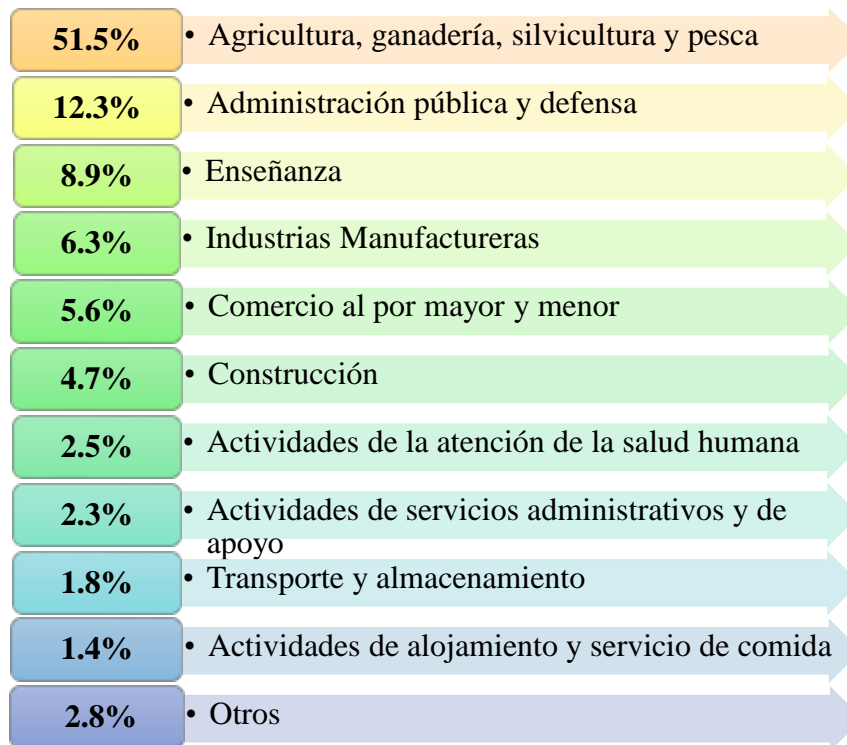 51.5% • Agricultura, ganadería, silvicultura y pesca
12.3% • Administración pública y defensa
8.9% • Enseñanza
6.3% • Industrias Manufactureras
5.6% • Comercio al por mayor y menor
4.7% • Construcción
2.5% • Actividades de la atención de la salud humana
2.3% • Actividades de servicios administrativos y de
apoyo
1.8% • Transporte y almacenamiento
1.4% • Actividades de alojamiento y servicio de comida
2.8% • Otros